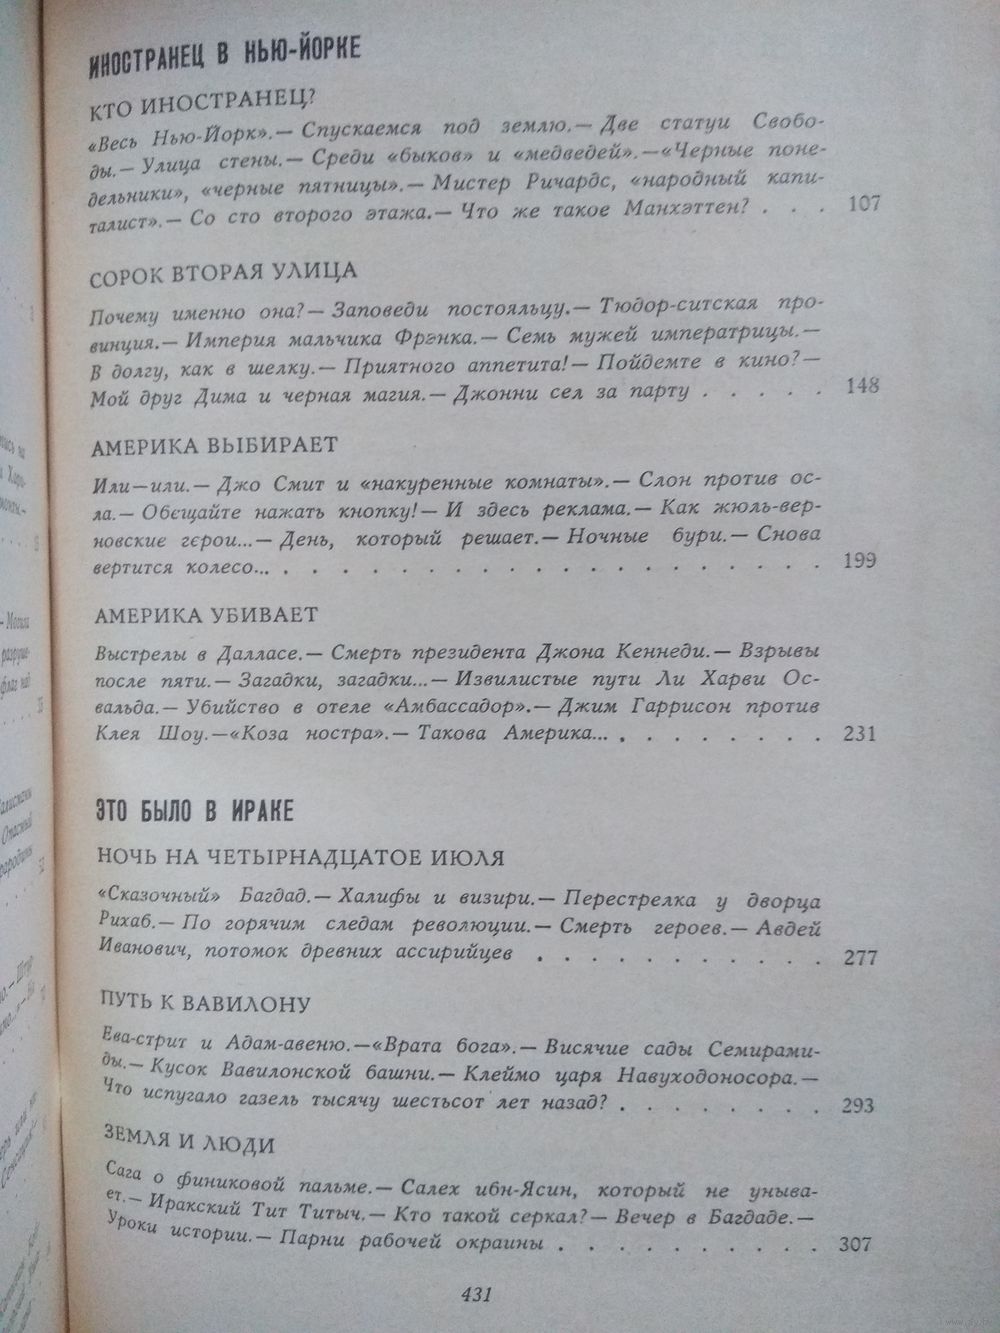 ИНОСТРАНЕЦ В НЬЮ-ЙОРКЕ
КТО ИНОСТРАНЕЦ?
«Весь Нью-Йорк».— Спускаемся под землю.— Две статуи Свобо-
ды.— Улица стены.— Среди «быков» и «медведей».—«Черные поне-
дельники», «черные пятницы».— Мистер Ричардс, «народный капи-
талист».— Со сто второго этажа.— Что же такое Манхэттен? . . . 107
СОРОК ВТОРАЯ УЛИЦА
Почему именно она?— Заповеди постояльцу.— Тюдор-ситская про-
винция.— Империя мальчика Фрэнка.— Семь мужей императрицы.—
В долгу, как в шелку.— Приятного аппетита!— Пойдемте в кино?—
Мой друг Дима и черная магия.— Джонни сел за парту . . . . . 148
АМЕРИКА ВЫБИРАЕТ
Или—или.— Джо Смит и «накуренные комнаты».— Слон против ос-
ла.— Обещайте нажать кнопку!— И здесь реклама.— Как жюль-вер-
новские герои...— День, который решает.— Ночные бури.— Снова
вертится колесо... . . . . . . . . . . . . . . . . . . . . 199
АМЕРИКА УБИВАЕТ
Выстрелы в Далласе.— Смерть президента Джона Кеннеди.— Взрывы
после пяти.— Загадки, загадки...— Извилистые пути Ли Харви Ос-
вальда.— Убийство в отеле «Амбассадор».— Джим Гаррисон против
Клея Шоу.—«Коза ностра».— Такова Америка... . . . . . . . . 231
ЭТО БЫЛО В ИРАКЕ
НОЧЬ НА ЧЕТЫРНАДЦАТОЕ ИЮЛЯ
«Сказочный» Багдад.— Халифы и визири.— Перестрелка у дворца
Рихаб.— По горячим следам революции.— Смерть героев.— Авдей
Иванович, потомок древних ассирийцев . . . . . . . . . . . 277
ПУТЬ К ВАВИЛОНУ
Ева-стрит и Адам-авеню.—«Врата бога».— Висячие сады Семирами-
ды.— Кусок Вавилонской башни.— Клеймо царя Навуходоносора.—
Что испугало газель тысячу шестьсот лет назад? . . . . . . . . 293
ЗЕМЛЯ И ЛЮДИ
Сага о финиковой пальме.— Салех ибн-Ясин, который не уныва-
ет.— Иракский Тит Титыч.— Кто такой серкал?— Вечер в Багдаде.—
Уроки истории.— Парни рабочей окраины . . . . . . . . . . 307
431